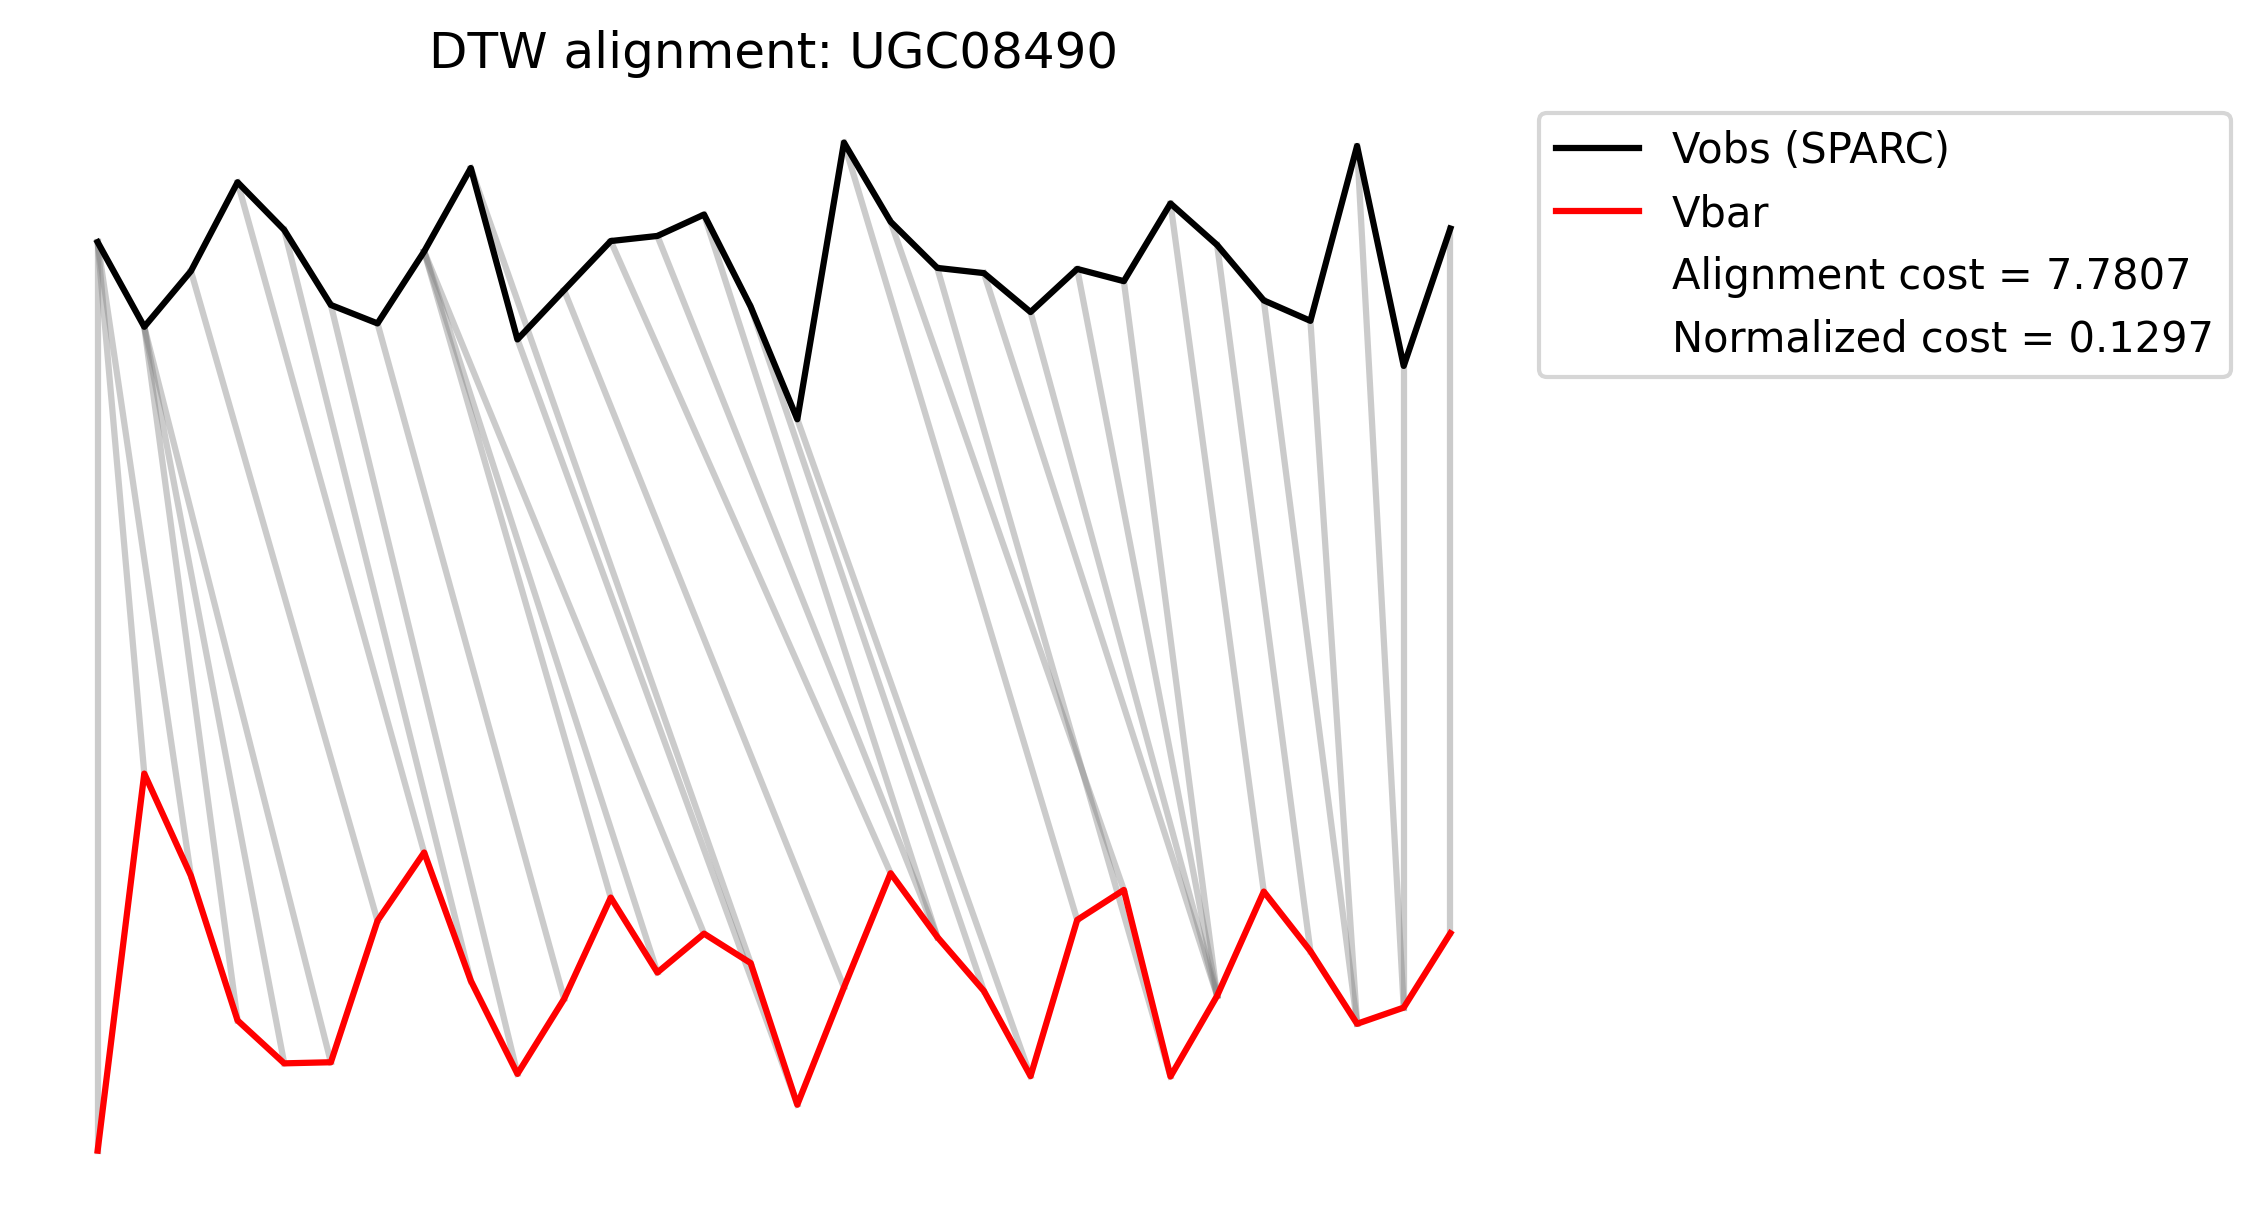 DTW alignment: UGC08490
Vobs (SPARC)
Vbar
Alignment cost = 7.7807
Normalized cost = 0.1297